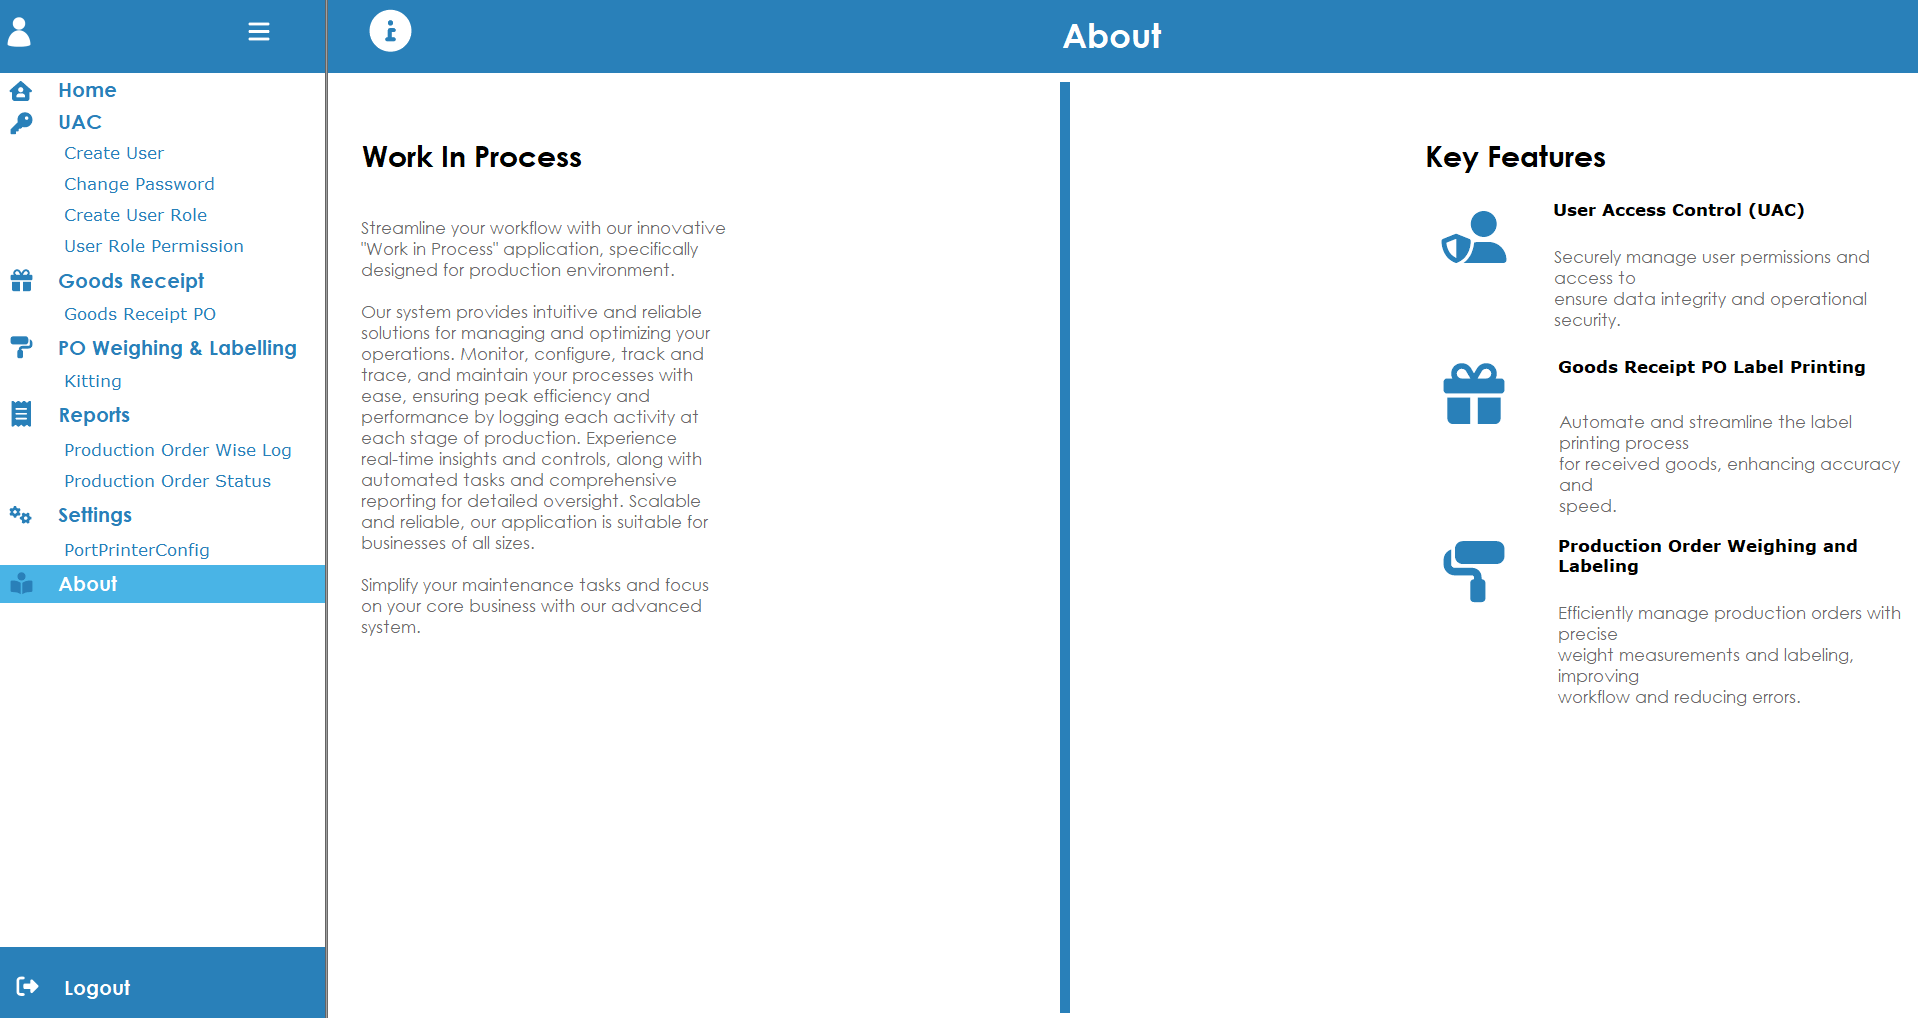 About
Home
UAC
Create User
Change Password
Create User Role
User Role Permission
Goods Receipt
Goods Receipt PO
PO Weighing & Labelling
Kitting
Reports
Production Order Wise Log
Production Order Status
Settings
PortPrinterConfig
About
Logout
Work In Process
Streamline your workflow with our innovative
"Work in Process" application, specifically
designed for production environment.
Our system provides intuitive and reliable
solutions for managing and optimizing your
operations. Monitor, configure, track and
trace, and maintain your processes with
ease, ensuring peak efficiency and
performance by logging each activity at
each stage of production. Experience
real-time insights and controls, along with
automated tasks and comprehensive
reporting for detailed oversight. Scalable
and reliable, our application is suitable for
businesses of all sizes.
Simplify your maintenance tasks and focus
on your core business with our advanced
system.
Key Features
User Access Control (UAC)
Securely manage user permissions and
access to
ensure data integrity and operational
security.
Goods Receipt PO Label Printing
Automate and streamline the label
printing process
for received goods, enhancing accuracy
and
speed.
Production Order Weighing and
Labeling
Efficiently manage production orders with
precise
weight measurements and labeling,
improving
workflow and reducing errors.